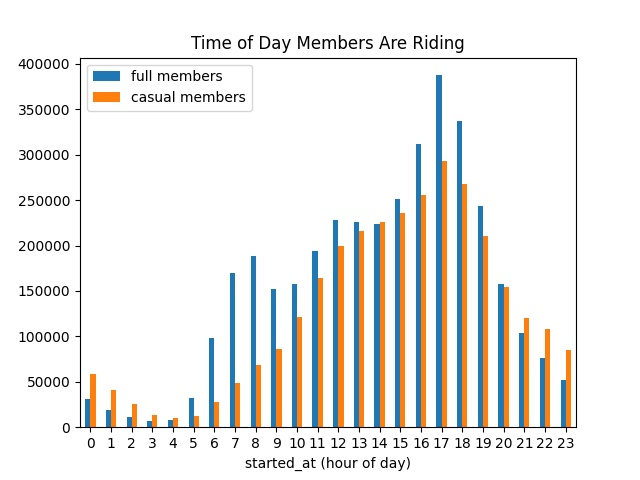 Time of Day Members Are Riding
full members
casual members
400000
350000
300000
250000
200000
150000
100000
50000
0
0 1 2 3 4 5 6 7 8 9 10 11 12 13 14 15 16 17 18 19 20 21 22 23
started_at (hour of day)